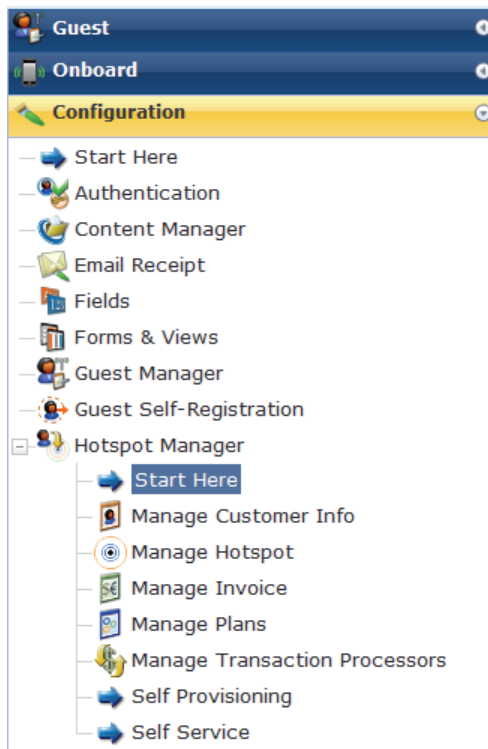 Guest
Onboard
Configuration
Start Here
Authentication
Content Manager
Email Receipt
Fields
Forms & Views
Guest Manager
Guest Self-Registration
Hotspot Manager
Start Here
Manage Customer Info
Manage Hotspot
Manage Invoice
Manage Plans
Manage Transaction Processors
Self Provisioning
Self Service